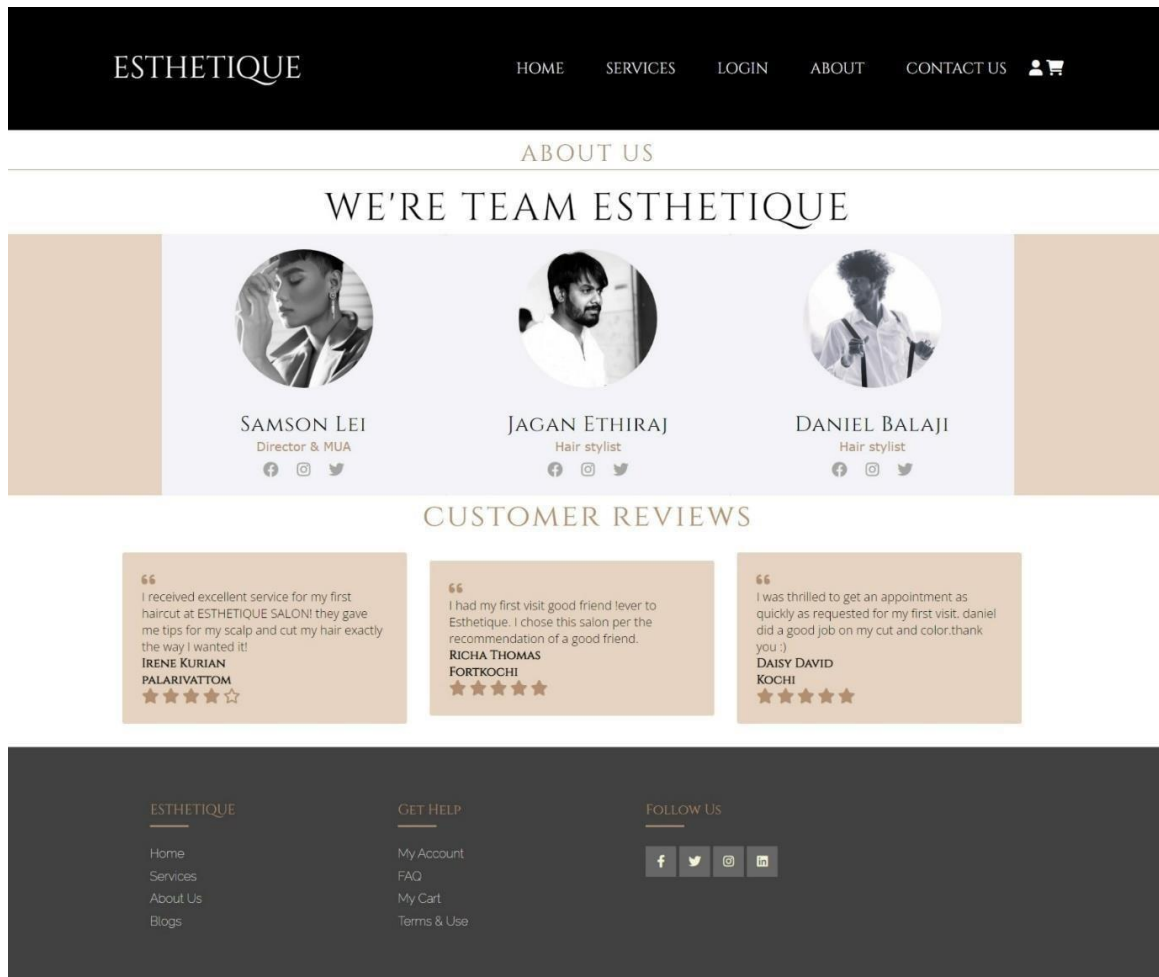 ESTHETIQUE
HOME SERVICES LOGIN ABOUT CONTACT US
ABOUT US
WE'RE TEAM ESTHETIQUE
SAMSON LEI
Director & MUA
JAGAN ETHIRAJ
Hair stylist
DANIEL BALAJI
Hair stylist
CUSTOMER REVIEWS
“
I received excellent service for my first
haircut at ESTHETIQUE SALON! they gave
me tips for my scalp and cut my hair exactly
the way I wanted it!
IRENE KURIAN
PALARIVATTOM
“
I had my first visit good friend !ever to
Esthetique. I chose this salon per the
recommendation of a good friend.
RICHA THOMAS
FORTKOCHI
“
I was thrilled to get an appointment as
quickly as requested for my first visit. daniel
did a good job on my cut and color.thank
you :)
DAISY DAVID
KOCHI
ESTHETIQUE
Home
Services
About Us
Blogs
GET HELP
My Account
FAQ
My Cart
Terms & Use
FOLLOW US